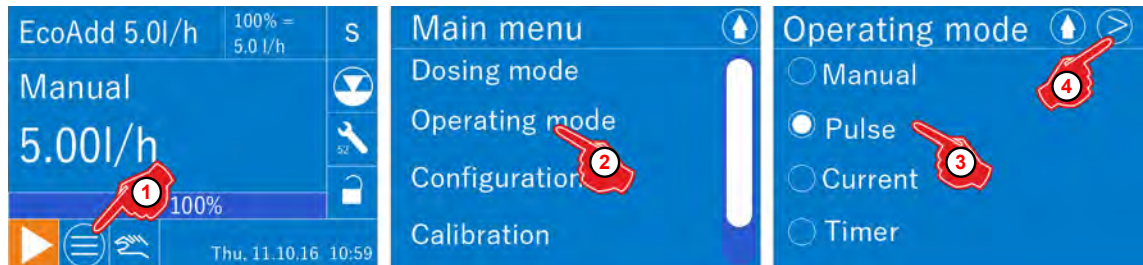 EcoAdd 5.0l/h
100% =
5.0 l/h
S
Manual
5.00l/h
52
1
100%
Thu, 11.10.16 10:59
Main menu
Dosing mode
Operating mode
2
Configuration
Calibration
Operating mode
4
Manual
Pulse
3
Current
Timer